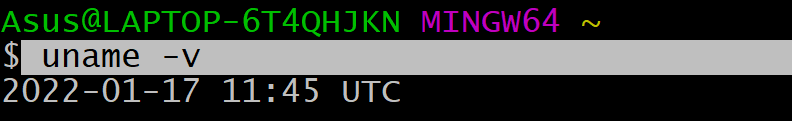 Asus@LAPTOP-6T4QHJKN MINGW64 ~
$ uname -v
2022-01-17 11:45 UTC